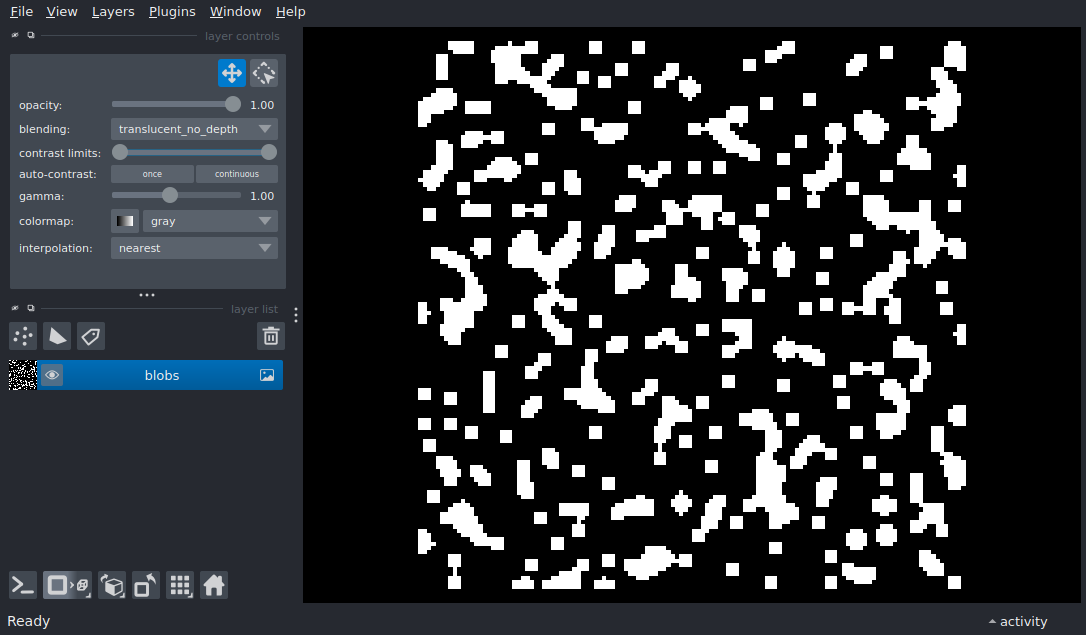 File View Layers Plugins Window Help
layer controls
opacity: 1.00
blending: translucent_no_depth
contrast limits:
auto-contrast: once continuous
gamma: 1.00
colormap: gray
interpolation: nearest
layer list
blobs
Ready activity